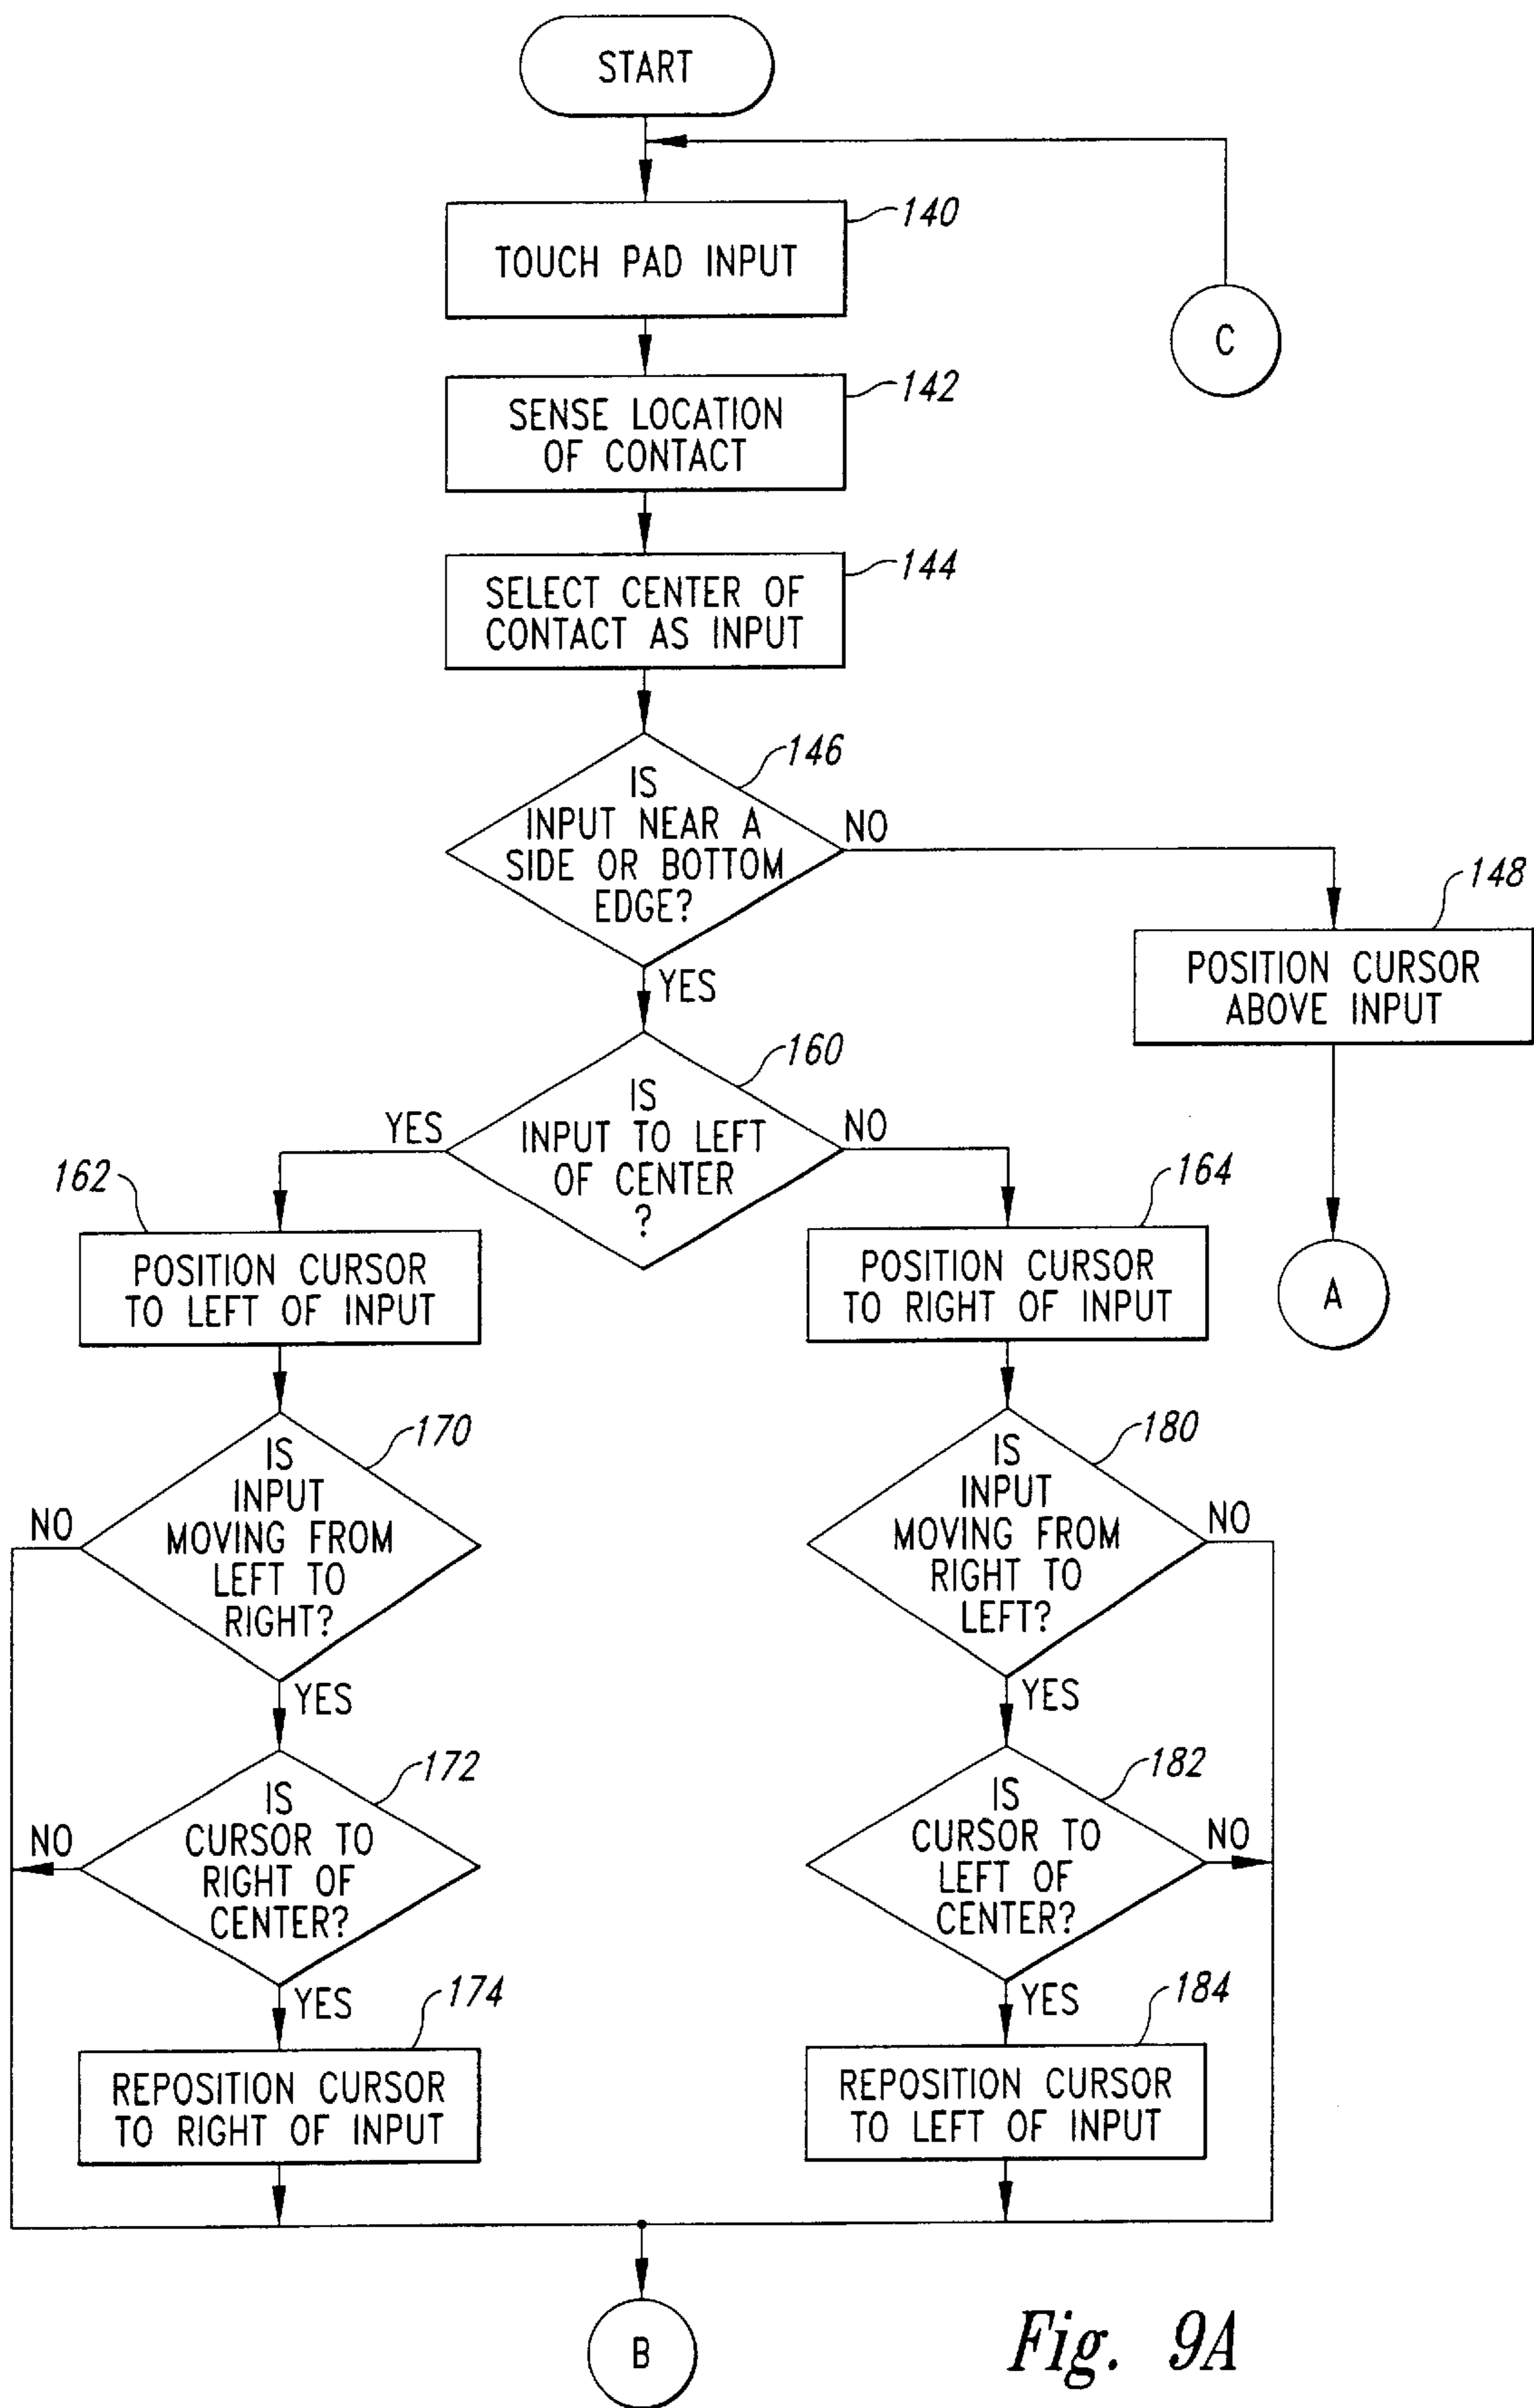 START
140
TOUCH PAD INPUT
C
142
SENSE LOCATION
OF CONTACT
144
SELECT CENTER OF
CONTACT AS INPUT
146
IS
INPUT NEAR A
SIDE OR BOTTOM
EDGE?
NO
YES
148
POSITION CURSOR
ABOVE INPUT
A
160
IS
INPUT TO LEFT
OF CENTER
?
YES
NO
162
POSITION CURSOR
TO LEFT OF INPUT
164
POSITION CURSOR
TO RIGHT OF INPUT
170
IS
INPUT
MOVING FROM
LEFT TO
RIGHT?
NO
YES
180
IS
INPUT
MOVING FROM
RIGHT TO
LEFT?
NO
YES
172
IS
CURSOR TO
RIGHT OF
CENTER?
NO
YES
182
IS
CURSOR TO
LEFT OF
CENTER?
NO
YES
174
REPOSITION CURSOR
TO RIGHT OF INPUT
184
REPOSITION CURSOR
TO LEFT OF INPUT
B
Fig. 9A